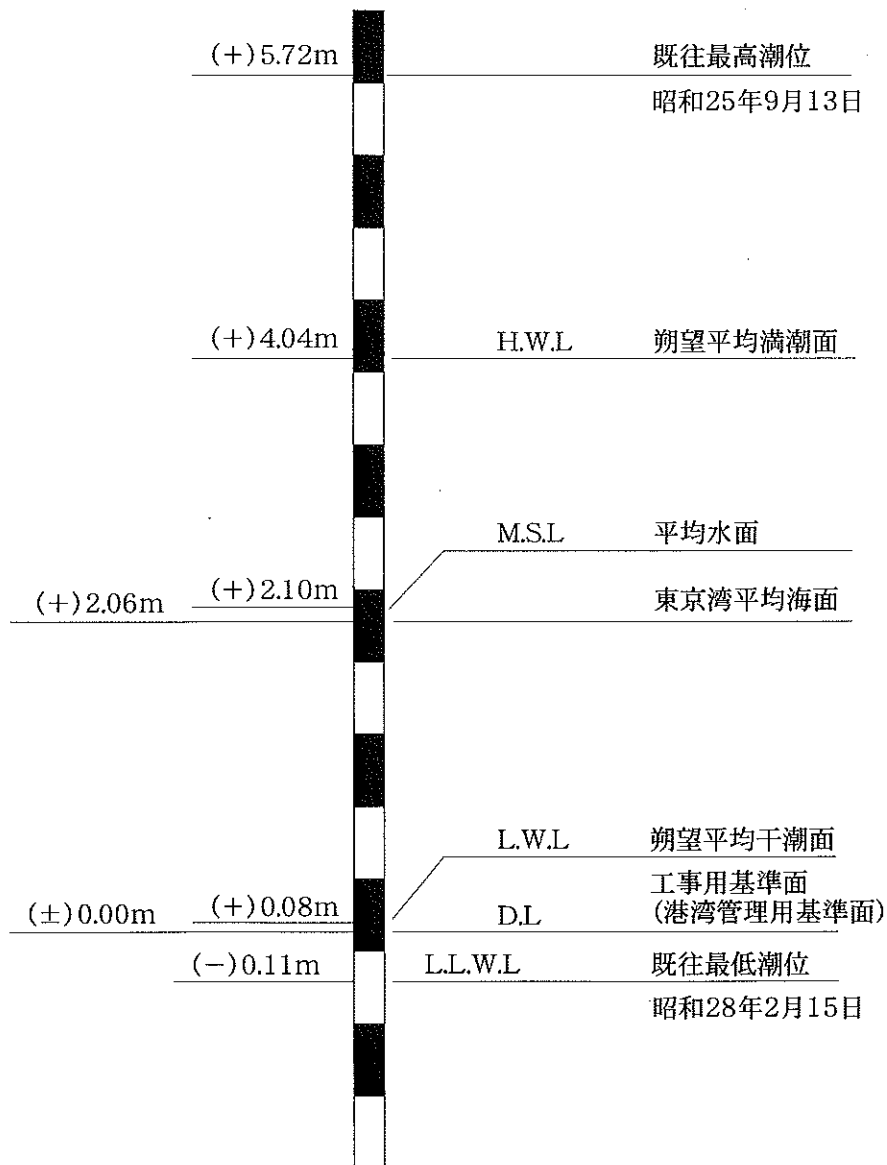 (+)5.72m 既往最高潮位
昭和25年9月13日
(+)4.04m H.W.L 朔望平均満潮面
M.S.L 平均水面
(+)2.10m
(+)2.06m 東京湾平均海面
L.W.L 朔望平均干潮面
(+)0.08m
工事用基準面
(±)0.00m D.L (港湾管理用基準面)
(-)0.11m L.L.W.L 既往最低潮位
昭和28年2月15日